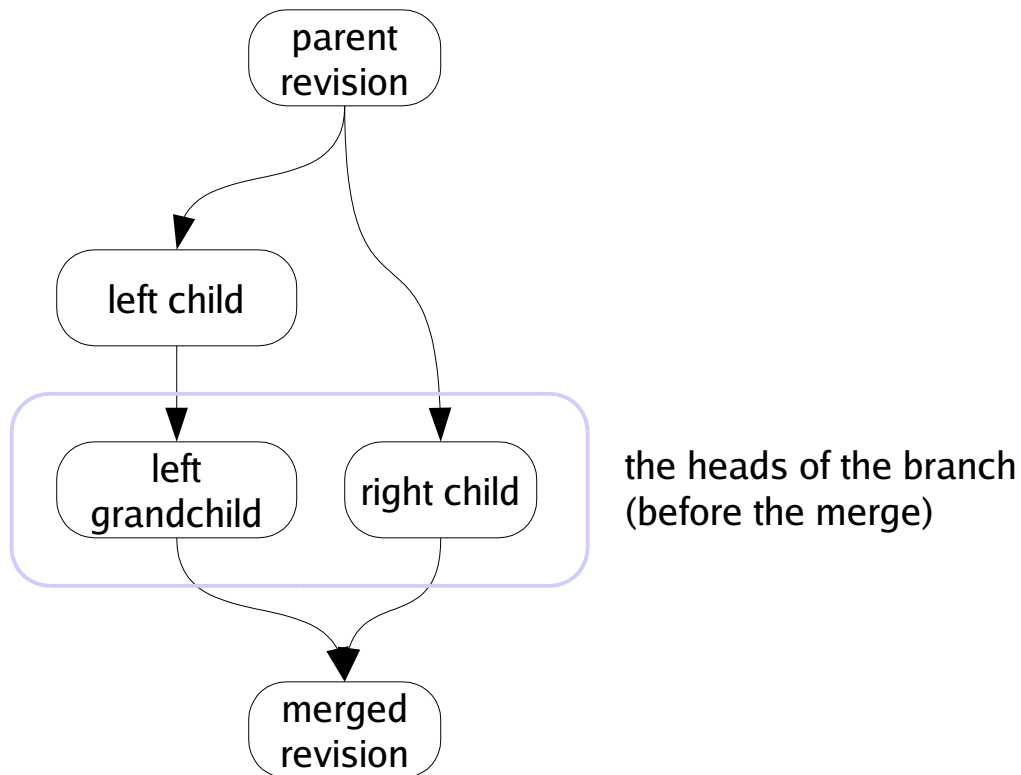 parent
revision
left child
left
grandchild
right child
the heads of the branch
(before the merge)
merged
revision